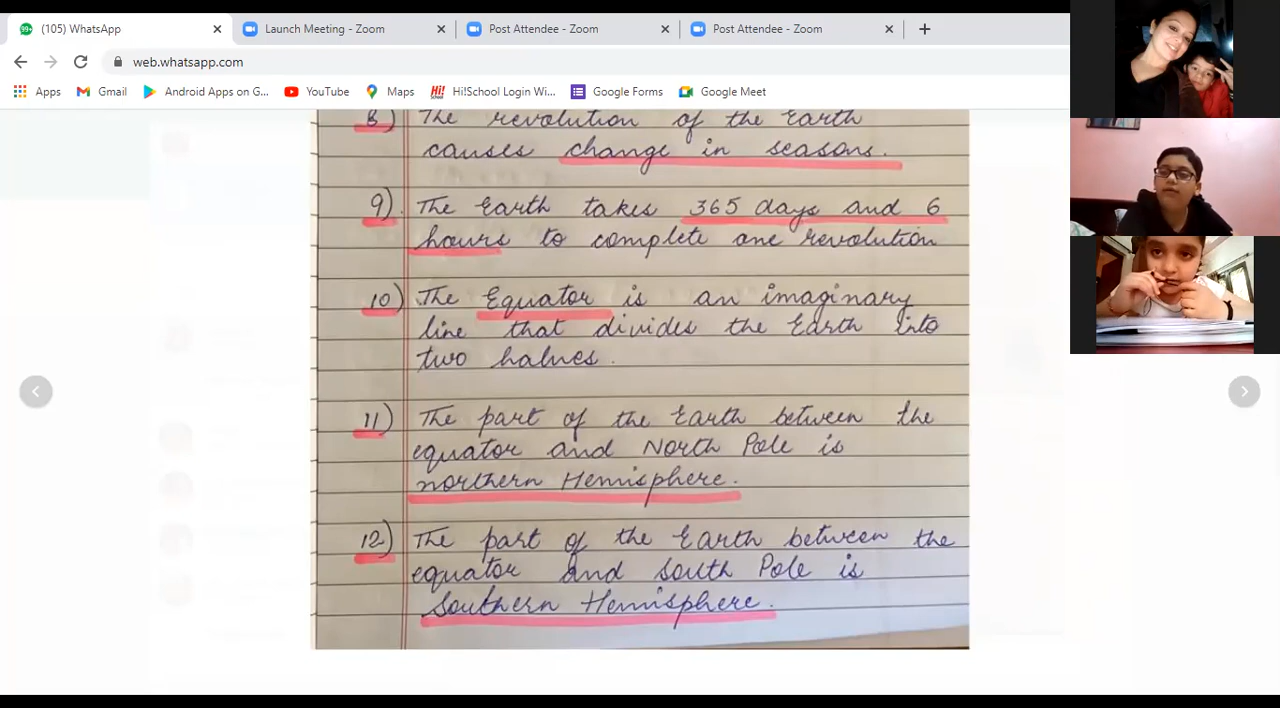 99+ (105) WhatsApp
Launch Meeting - Zoom
Post Attendee - Zoom
Post Attendee - Zoom
web.whatsapp.com
Apps
Gmail
Android Apps on G...
YouTube
Maps
Hi! School
Hi!School Login Wi...
Google Forms
Google Meet
8) The revolution of the Earth
causes change in seasons.
9). The Earth takes 365 days and 6
hours to complete one revolution
10) The Equator is an imaginary
line that divides the Earth into
two halves.
11) The part of the Earth between the
equator and North Pole is
northern Hemisphere.
12) The part of the Earth between the
equator and south Pole is
southern Hemisphere.